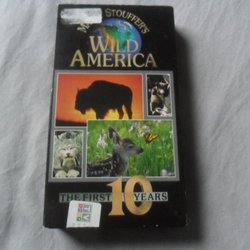 STOUFFER'S
WILD
AMERICA
THE FIRST 10 YEARS